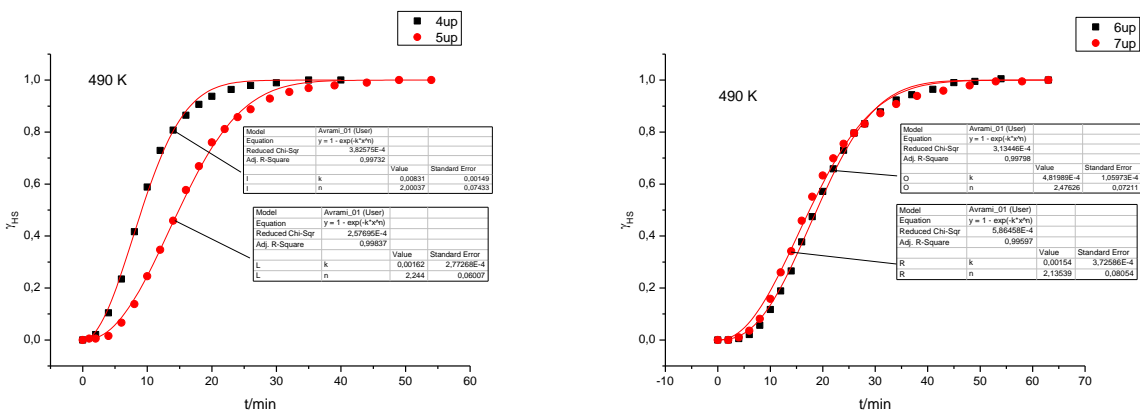 4up
5up
490 K
1,0
0,8
0,6
0,4
0,2
0,0
γHS
Model Avrami_01 (User)
Equation y = 1 - exp(-k*x^n)
Reduced Chi-Sqr 3,82575E-4
Adj. R-Square 0,99732
Value Standard Error
I k 0,00831 0,00149
I n 2,00037 0,07433
Model Avrami_01 (User)
Equation y = 1 - exp(-k*x^n)
Reduced Chi-Sqr 2,57695E-4
Adj. R-Square 0,99837
Value Standard Error
L k 0,00162 2,77268E-4
L n 2,244 0,06007
0 10 20 30 40 50 60
t/min
6up
7up
490 K
1,0
0,8
0,6
0,4
0,2
0,0
γHS
Model Avrami_01 (User)
Equation y = 1 - exp(-k*x^n)
Reduced Chi-Sqr 3,13446E-4
Adj. R-Square 0,99798
Value Standard Error
O k 4,81989E-4 1,05973E-4
O n 2,47626 0,07211
Model Avrami_01 (User)
Equation y = 1 - exp(-k*x^n)
Reduced Chi-Sqr 5,86458E-4
Adj. R-Square 0,99597
Value Standard Error
R k 0,00154 3,72586E-4
R n 2,13539 0,08054
-10 0 10 20 30 40 50 60 70
t/min